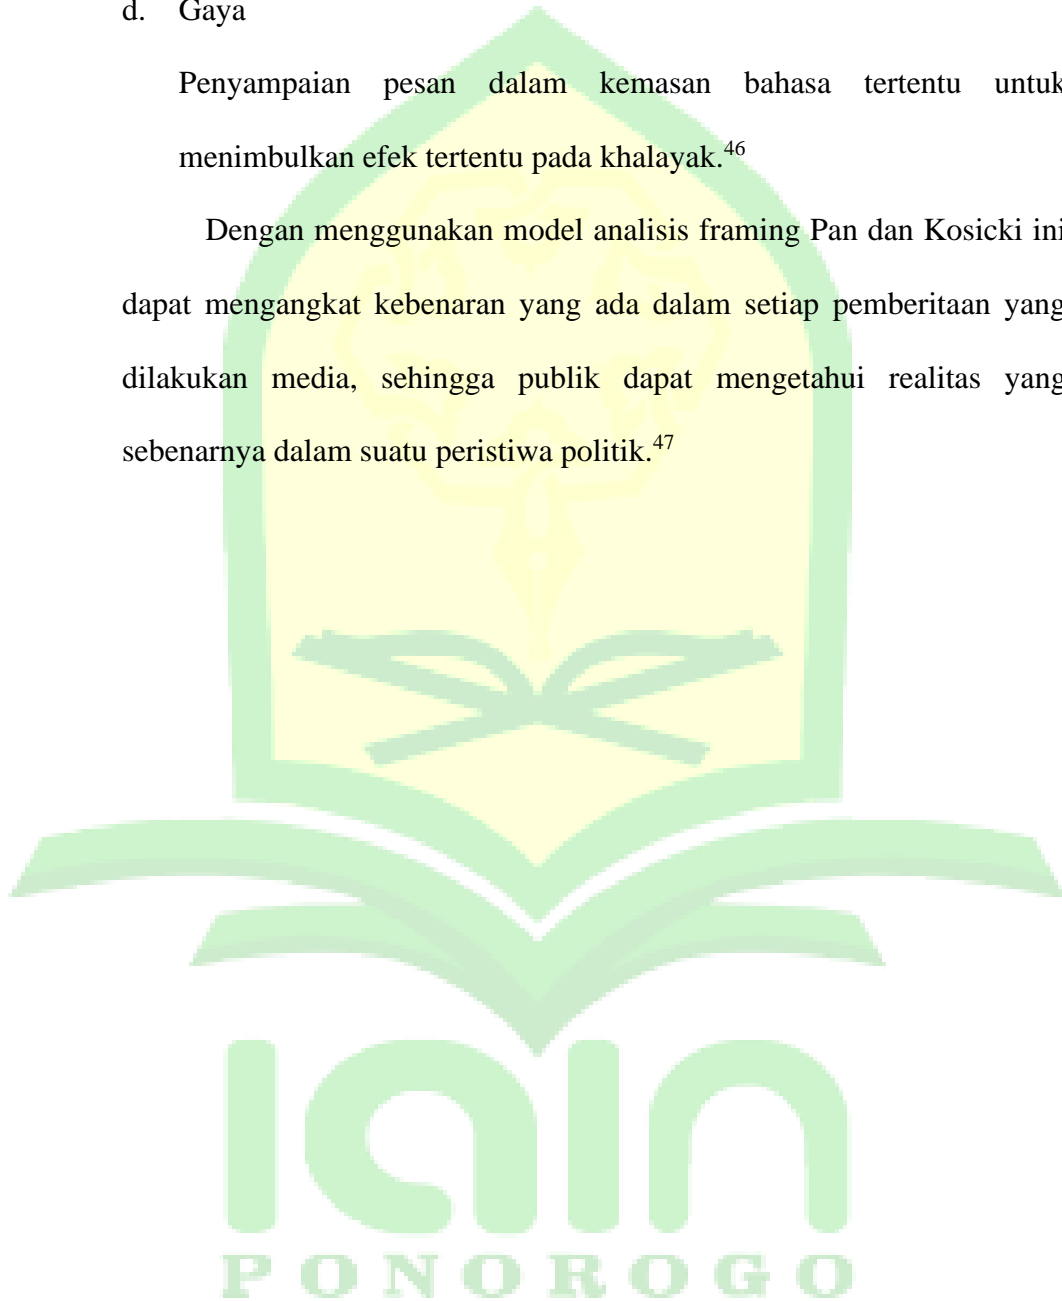 d. Gaya
Penyampaian pesan dalam kemasan bahasa tertentu untuk
menimbulkan efek tertentu pada khalayak.46
Dengan menggunakan model analisis framing Pan dan Kosicki ini
dapat mengangkat kebenaran yang ada dalam setiap pemberitaan yang
dilakukan media, sehingga publik dapat mengetahui realitas yang
sebenarnya dalam suatu peristiwa politik.47
IAIN
PONOROGO